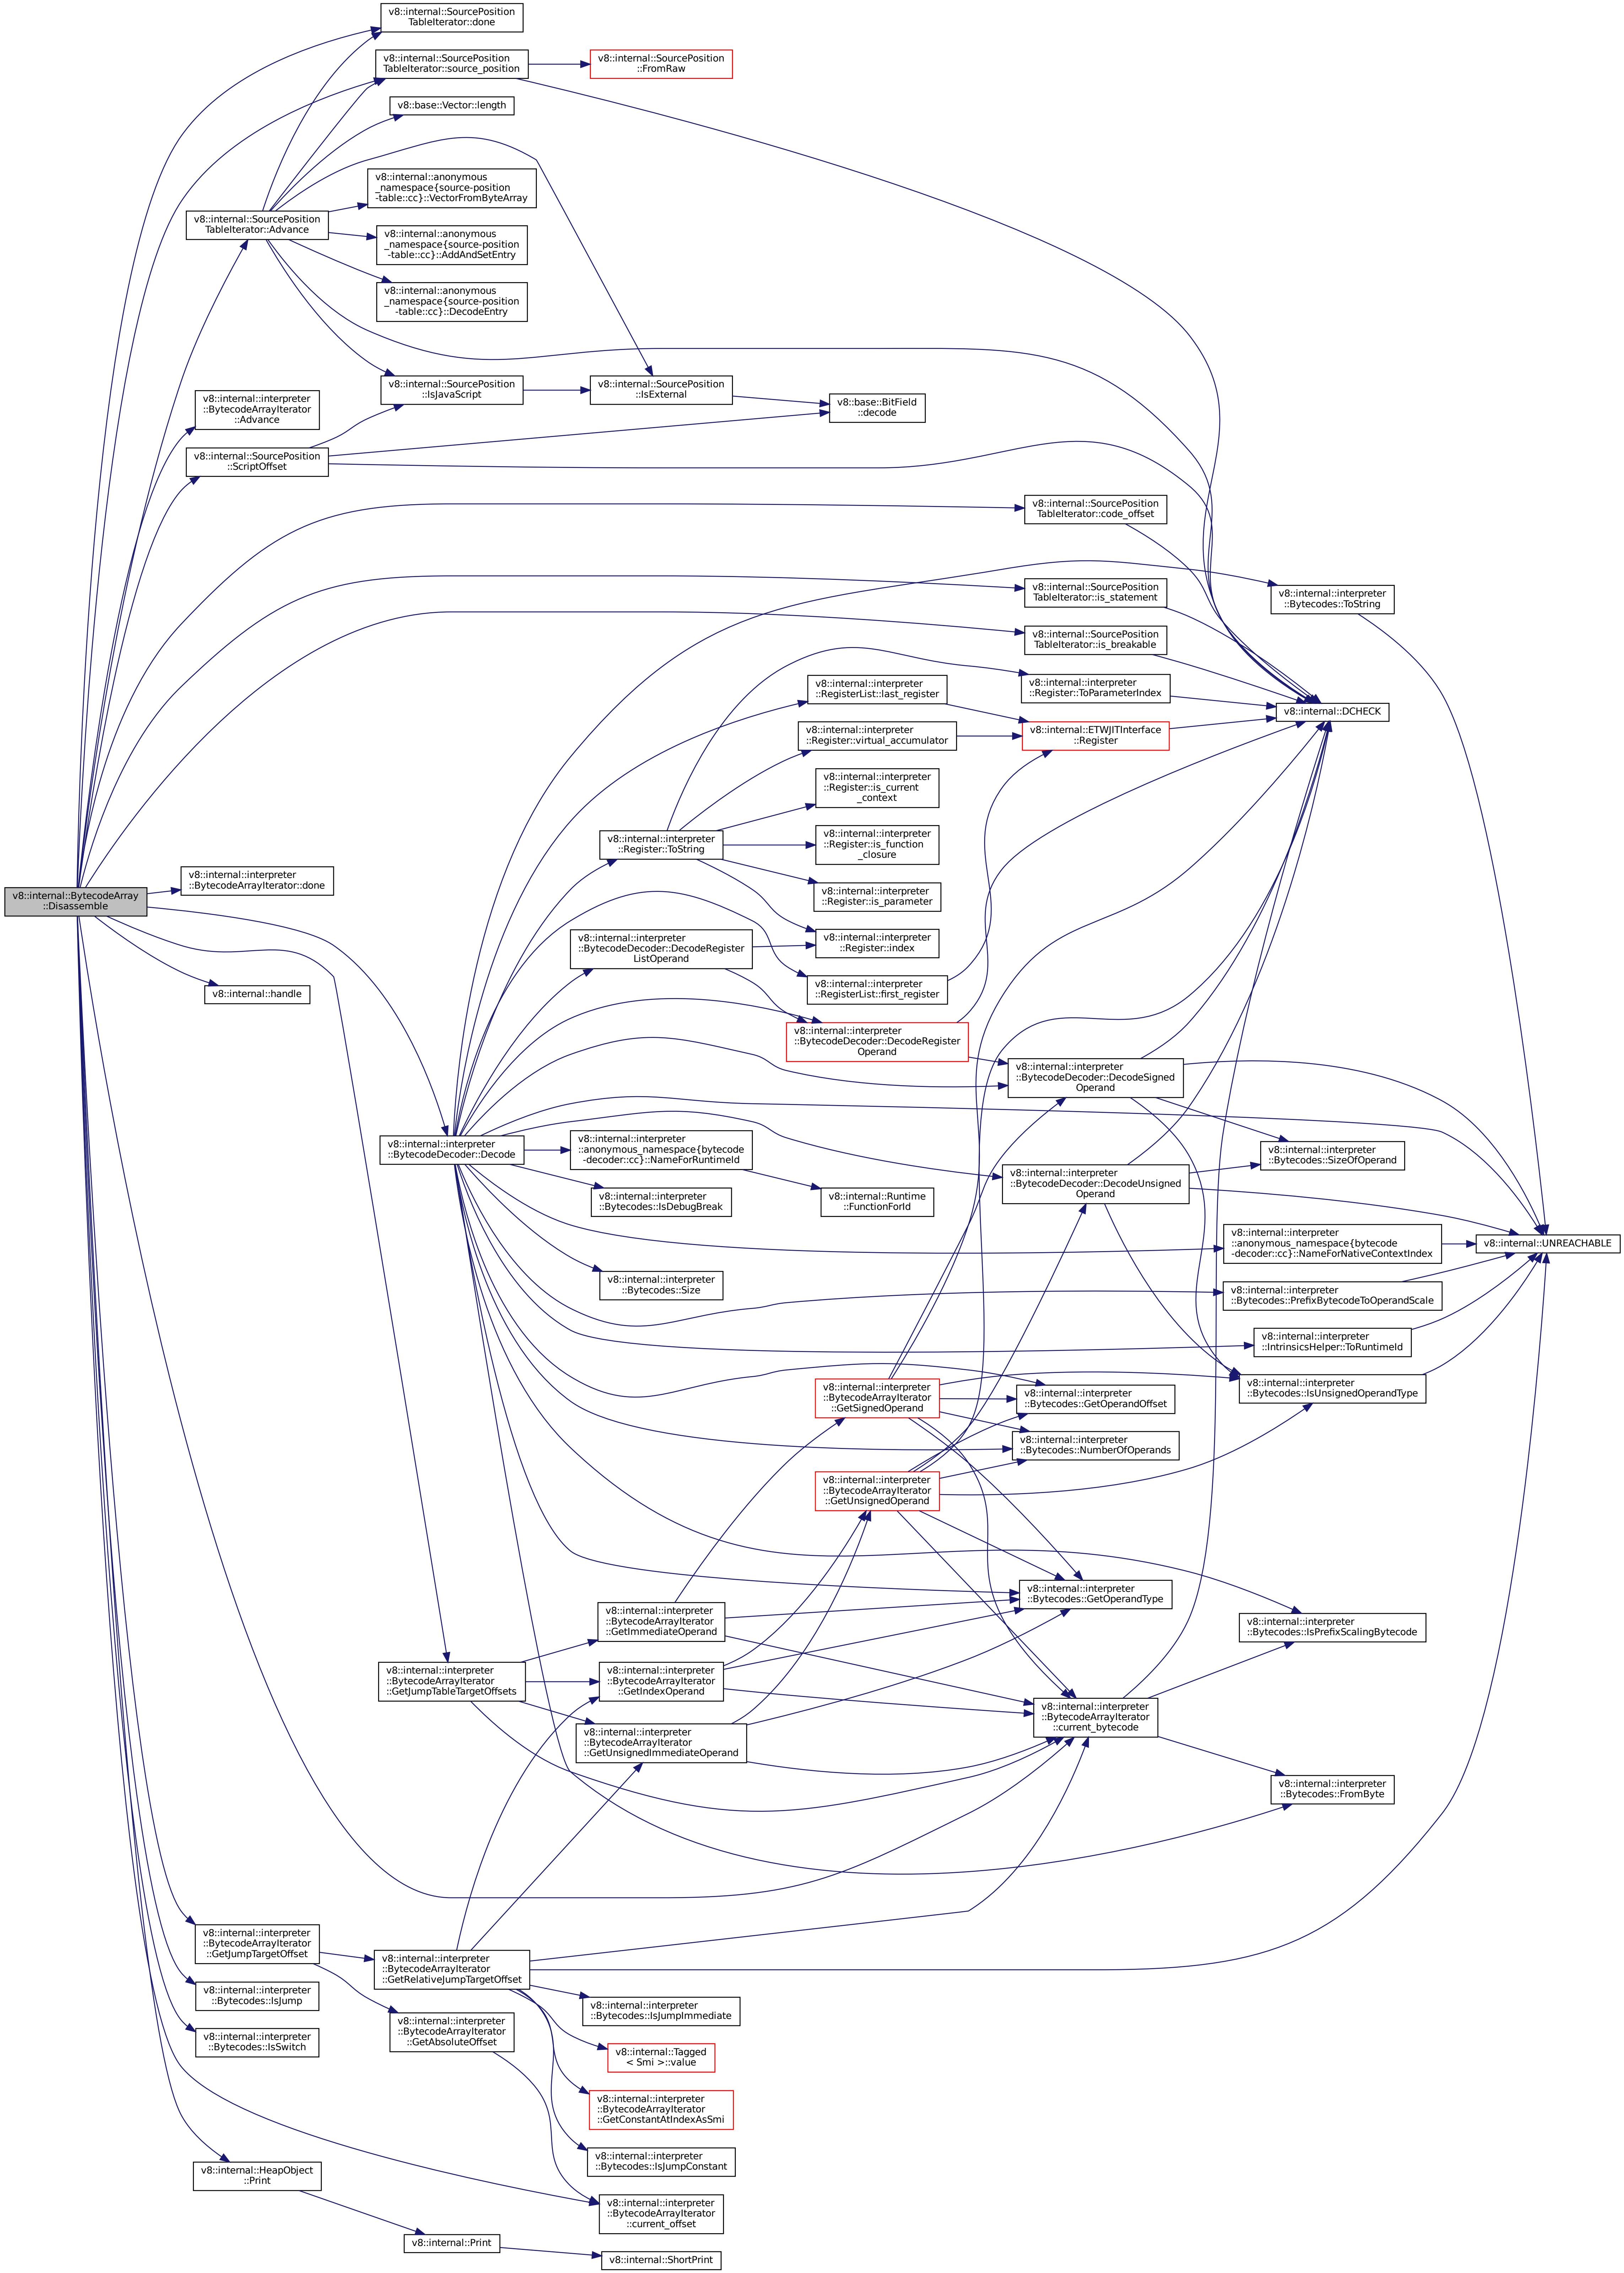 v8::internal::SourcePosition
TableIterator::done
v8::internal::SourcePosition
TableIterator::source_position
v8::internal::SourcePosition
::FromRaw
v8::base::Vector::length
v8::internal::anonymous
_namespace{source-position
-table::cc}::VectorFromByteArray
v8::internal::SourcePosition
TableIterator::Advance
v8::internal::anonymous
_namespace{source-position
-table::cc}::AddAndSetEntry
v8::internal::anonymous
_namespace{source-position
-table::cc}::DecodeEntry
v8::internal::SourcePosition
::IsJavaScript
v8::internal::SourcePosition
::IsExternal
v8::base::BitField
::decode
v8::internal::interpreter
::BytecodeArrayIterator
::Advance
v8::internal::SourcePosition
::ScriptOffset
v8::internal::SourcePosition
TableIterator::code_offset
v8::internal::SourcePosition
TableIterator::is_statement
v8::internal::interpreter
::Bytecodes::ToString
v8::internal::SourcePosition
TableIterator::is_breakable
v8::internal::interpreter
::RegisterList::last_register
v8::internal::interpreter
::Register::ToParameterIndex
v8::internal::DCHECK
v8::internal::interpreter
::Register::virtual_accumulator
v8::internal::ETWJITInterface
::Register
v8::internal::interpreter
::Register::is_current
_context
v8::internal::interpreter
::Register::ToString
v8::internal::interpreter
::Register::is_function
_closure
v8::internal::interpreter
::BytecodeArrayIterator::done
v8::internal::interpreter
::Register::is_parameter
v8::internal::BytecodeArray
::Disassemble
v8::internal::interpreter
::BytecodeDecoder::DecodeRegister
ListOperand
v8::internal::interpreter
::Register::index
v8::internal::handle
v8::internal::interpreter
::RegisterList::first_register
v8::internal::interpreter
::BytecodeDecoder::DecodeRegister
Operand
v8::internal::interpreter
::BytecodeDecoder::DecodeSigned
Operand
v8::internal::interpreter
::BytecodeDecoder::Decode
v8::internal::interpreter
::anonymous_namespace{bytecode
-decoder::cc}::NameForRuntimeId
v8::internal::interpreter
::Bytecodes::SizeOfOperand
v8::internal::interpreter
::BytecodeDecoder::DecodeUnsigned
Operand
v8::internal::interpreter
::Bytecodes::IsDebugBreak
v8::internal::Runtime
::FunctionForId
v8::internal::interpreter
::anonymous_namespace{bytecode
-decoder::cc}::NameForNativeContextIndex
v8::internal::UNREACHABLE
v8::internal::interpreter
::Bytecodes::Size
v8::internal::interpreter
::Bytecodes::PrefixBytecodeToOperandScale
v8::internal::interpreter
::IntrinsicsHelper::ToRuntimeId
v8::internal::interpreter
::BytecodeArrayIterator
::GetSignedOperand
v8::internal::interpreter
::Bytecodes::GetOperandOffset
v8::internal::interpreter
::Bytecodes::IsUnsignedOperandType
v8::internal::interpreter
::Bytecodes::NumberOfOperands
v8::internal::interpreter
::BytecodeArrayIterator
::GetUnsignedOperand
v8::internal::interpreter
::Bytecodes::GetOperandType
v8::internal::interpreter
::BytecodeArrayIterator
::GetImmediateOperand
v8::internal::interpreter
::Bytecodes::IsPrefixScalingBytecode
v8::internal::interpreter
::BytecodeArrayIterator
::GetJumpTableTargetOffsets
v8::internal::interpreter
::BytecodeArrayIterator
::GetIndexOperand
v8::internal::interpreter
::BytecodeArrayIterator
::current_bytecode
v8::internal::interpreter
::BytecodeArrayIterator
::GetUnsignedImmediateOperand
v8::internal::interpreter
::Bytecodes::FromByte
v8::internal::interpreter
::BytecodeArrayIterator
::GetJumpTargetOffset
v8::internal::interpreter
::BytecodeArrayIterator
::GetRelativeJumpTargetOffset
v8::internal::interpreter
::Bytecodes::IsJump
v8::internal::interpreter
::Bytecodes::IsJumpImmediate
v8::internal::interpreter
::Bytecodes::IsSwitch
v8::internal::interpreter
::BytecodeArrayIterator
::GetAbsoluteOffset
v8::internal::Tagged
< Smi >::value
v8::internal::interpreter
::BytecodeArrayIterator
::GetConstantAtIndexAsSmi
v8::internal::interpreter
::Bytecodes::IsJumpConstant
v8::internal::HeapObject
::Print
v8::internal::interpreter
::BytecodeArrayIterator
::current_offset
v8::internal::Print
v8::internal::ShortPrint